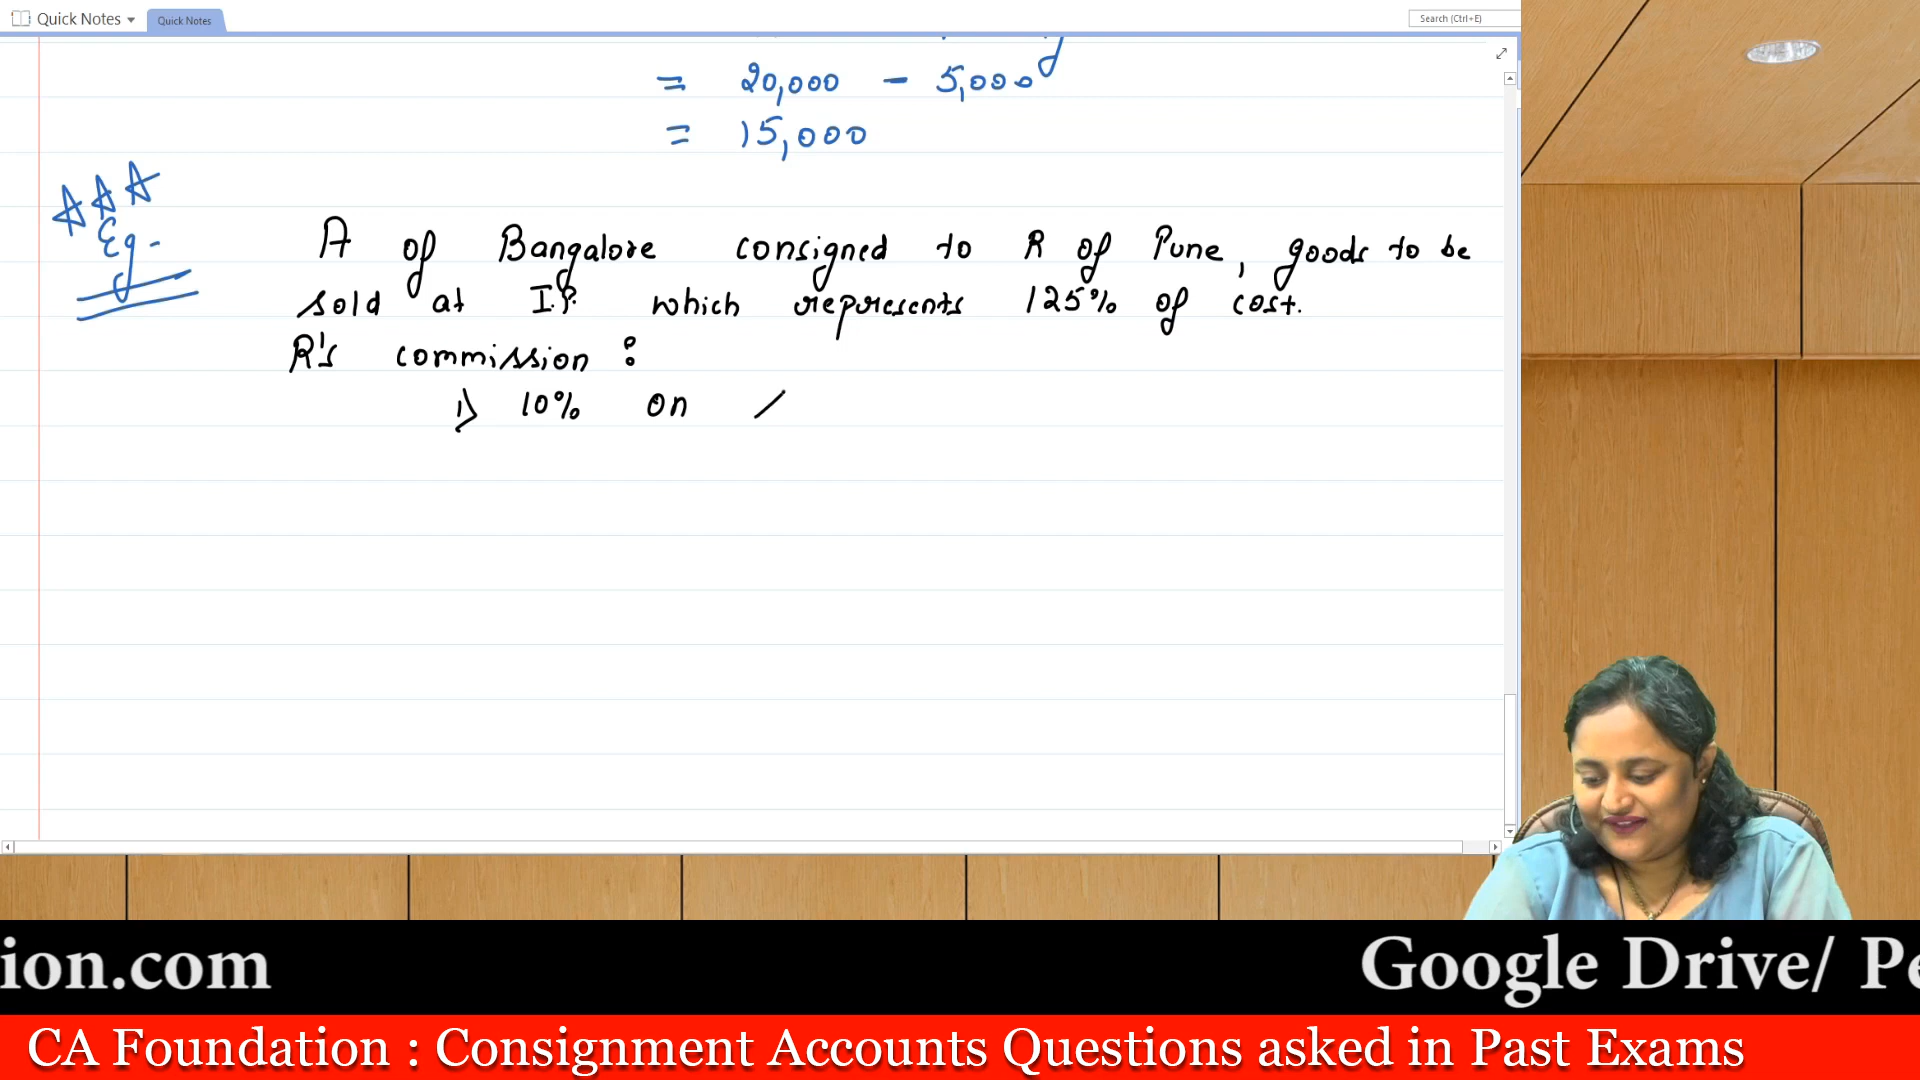 Quick Notes
Quick Notes
Search (Ctrl+E)
= 20,000 - 5,000
= 15,000
Eg -
A of Bangalore consigned to R of Pune, goods to be
sold at I.P. which represents 125% of cost.
R's commission :
1) 10% on
ion.com
Google Drive/ Pe
CA Foundation : Consignment Accounts Questions asked in Past Exams